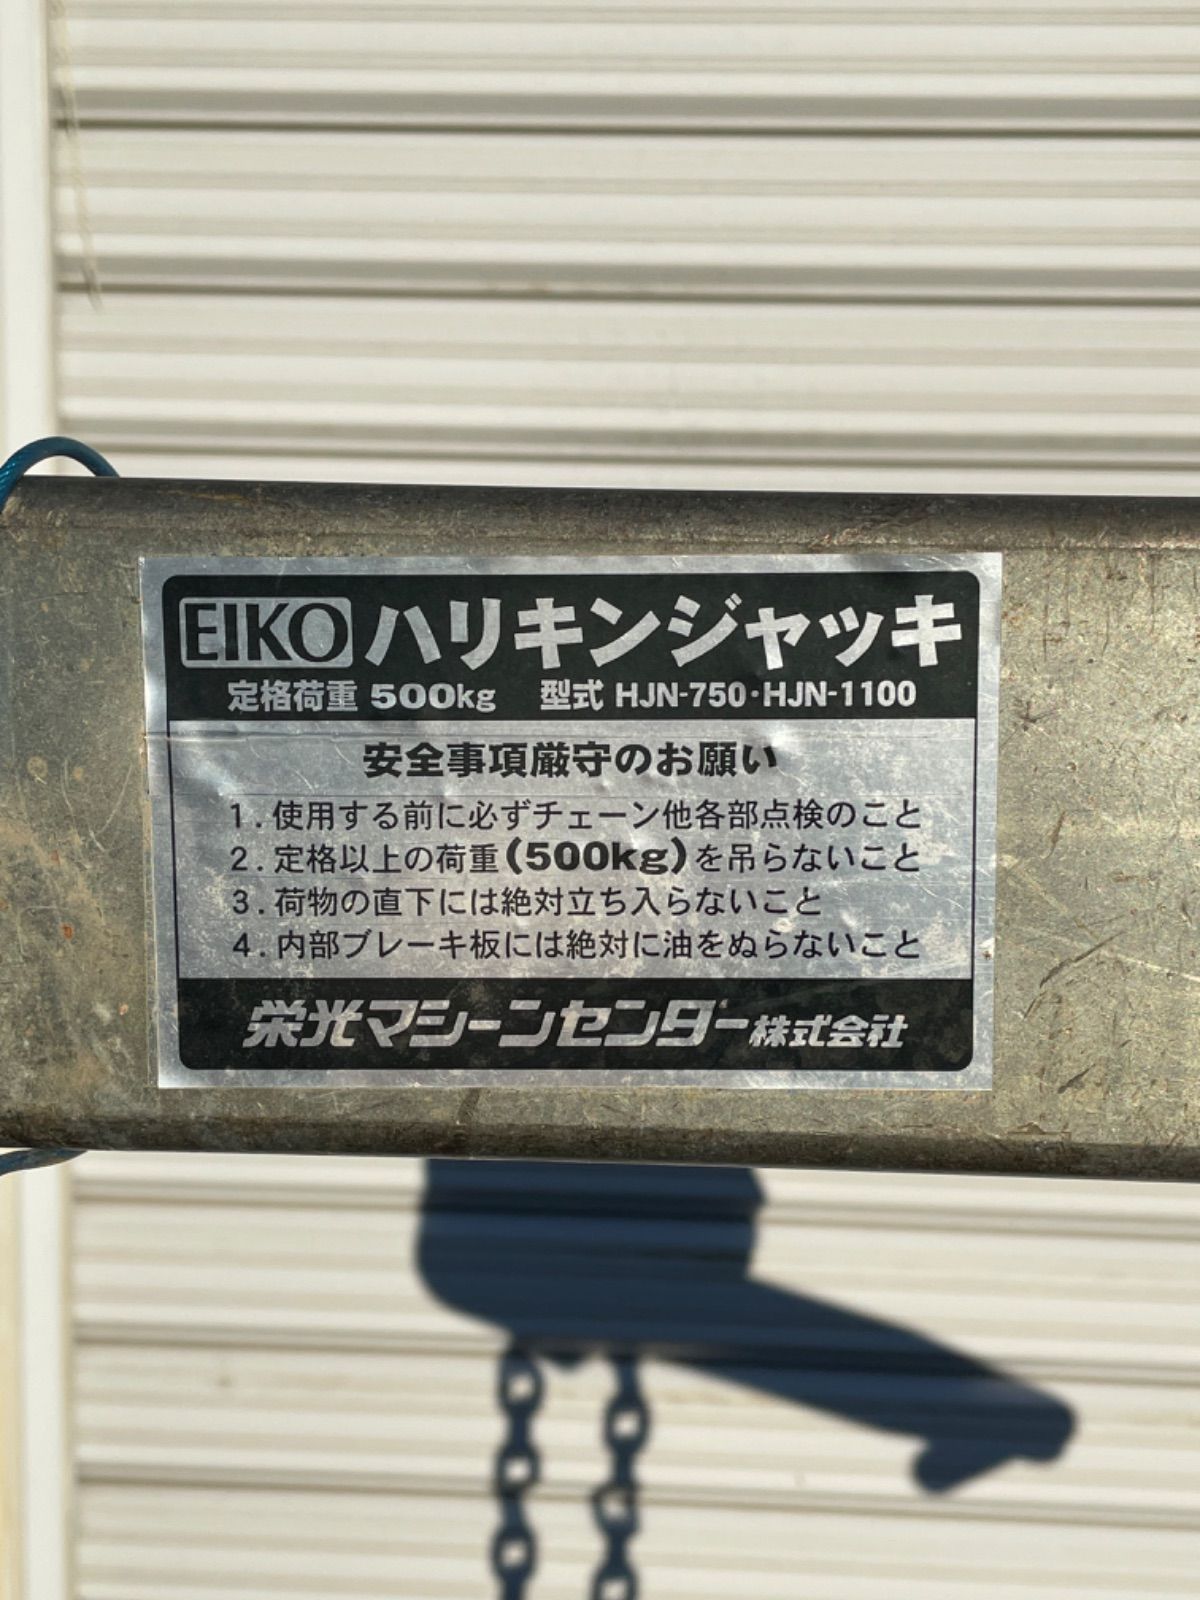 EIKO ハリキンジャッキ
定格荷重 500kg 型式 HJN-750・HJN-1100
安全事項厳守のお願い
1.使用する前に必ずチェーン他各部点検のこと
2.定格以上の荷重(500kg)を吊らないこと
3.荷物の直下には絶対立ち入らないこと
4.内部ブレーキ板には絶対に油をぬらないこと
栄光マシーンセンター株式会社